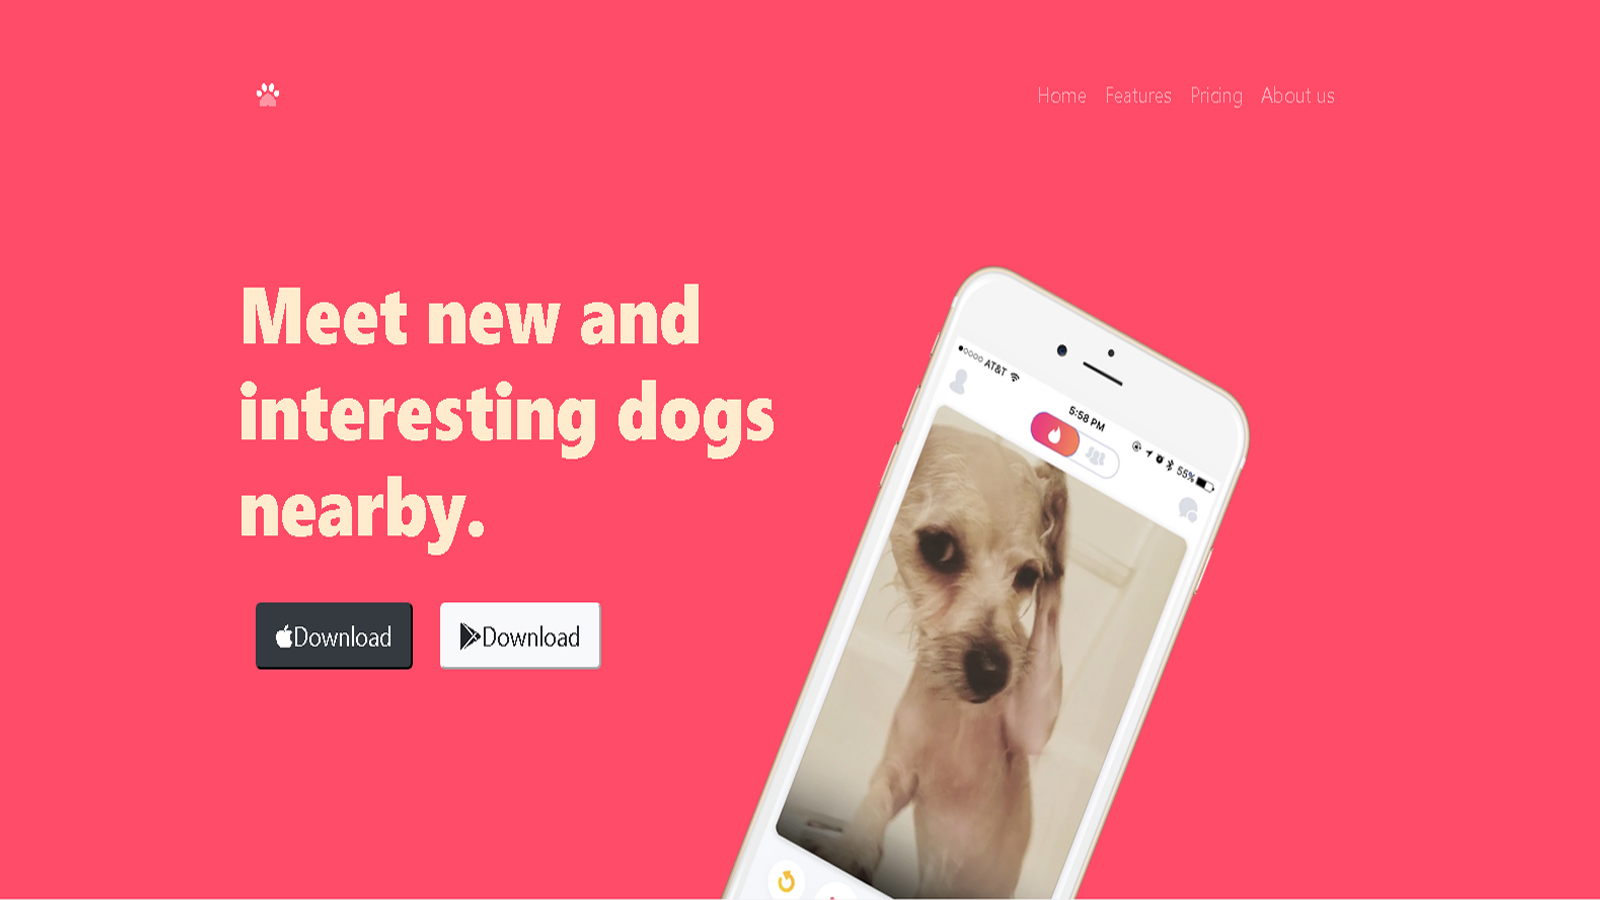 Home Features Pricing About us
Meet new and
interesting dogs
nearby.
Download Download
AT&T
5:58 PM
55%